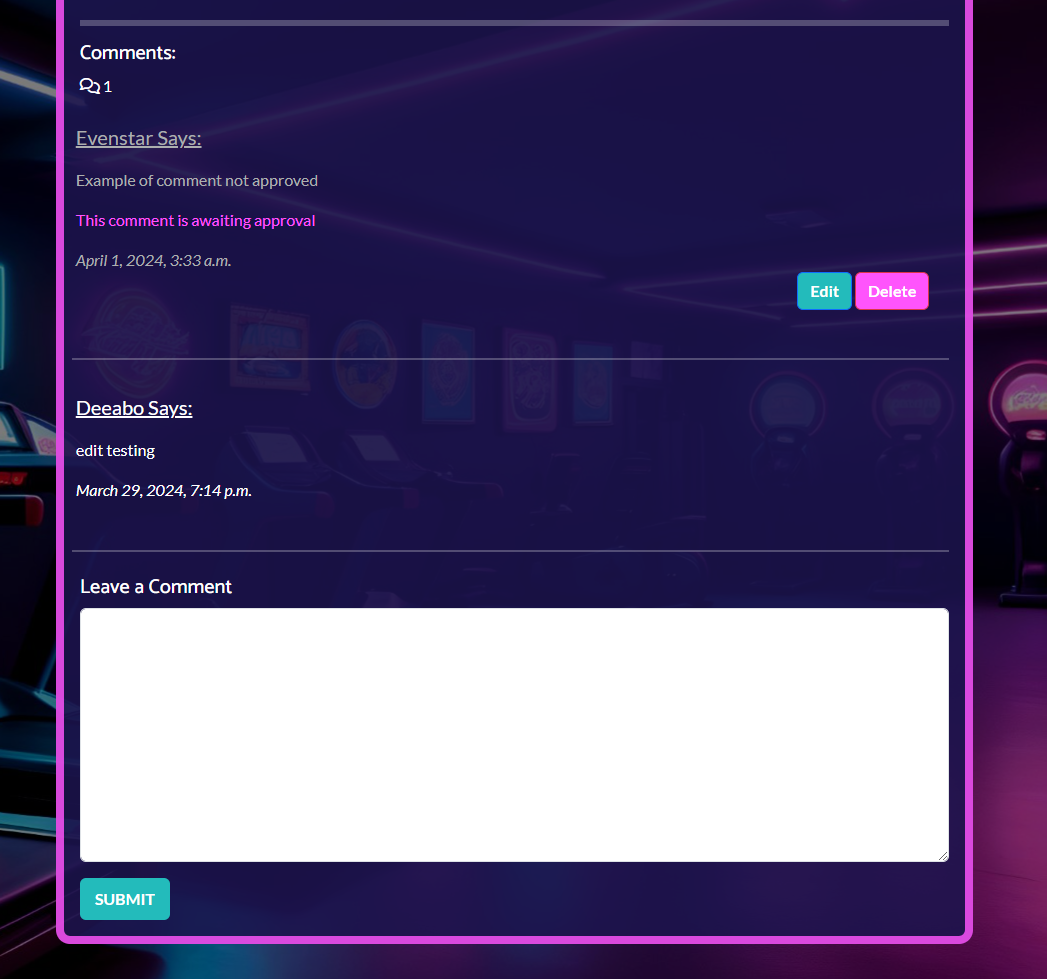 Comments:
1
Evenstar Says:
Example of comment not approved
This comment is awaiting approval
April 1, 2024, 3:33 a.m.
Edit
Delete
Deeabo Says:
edit testing
March 29, 2024, 7:14 p.m.
Leave a Comment
SUBMIT